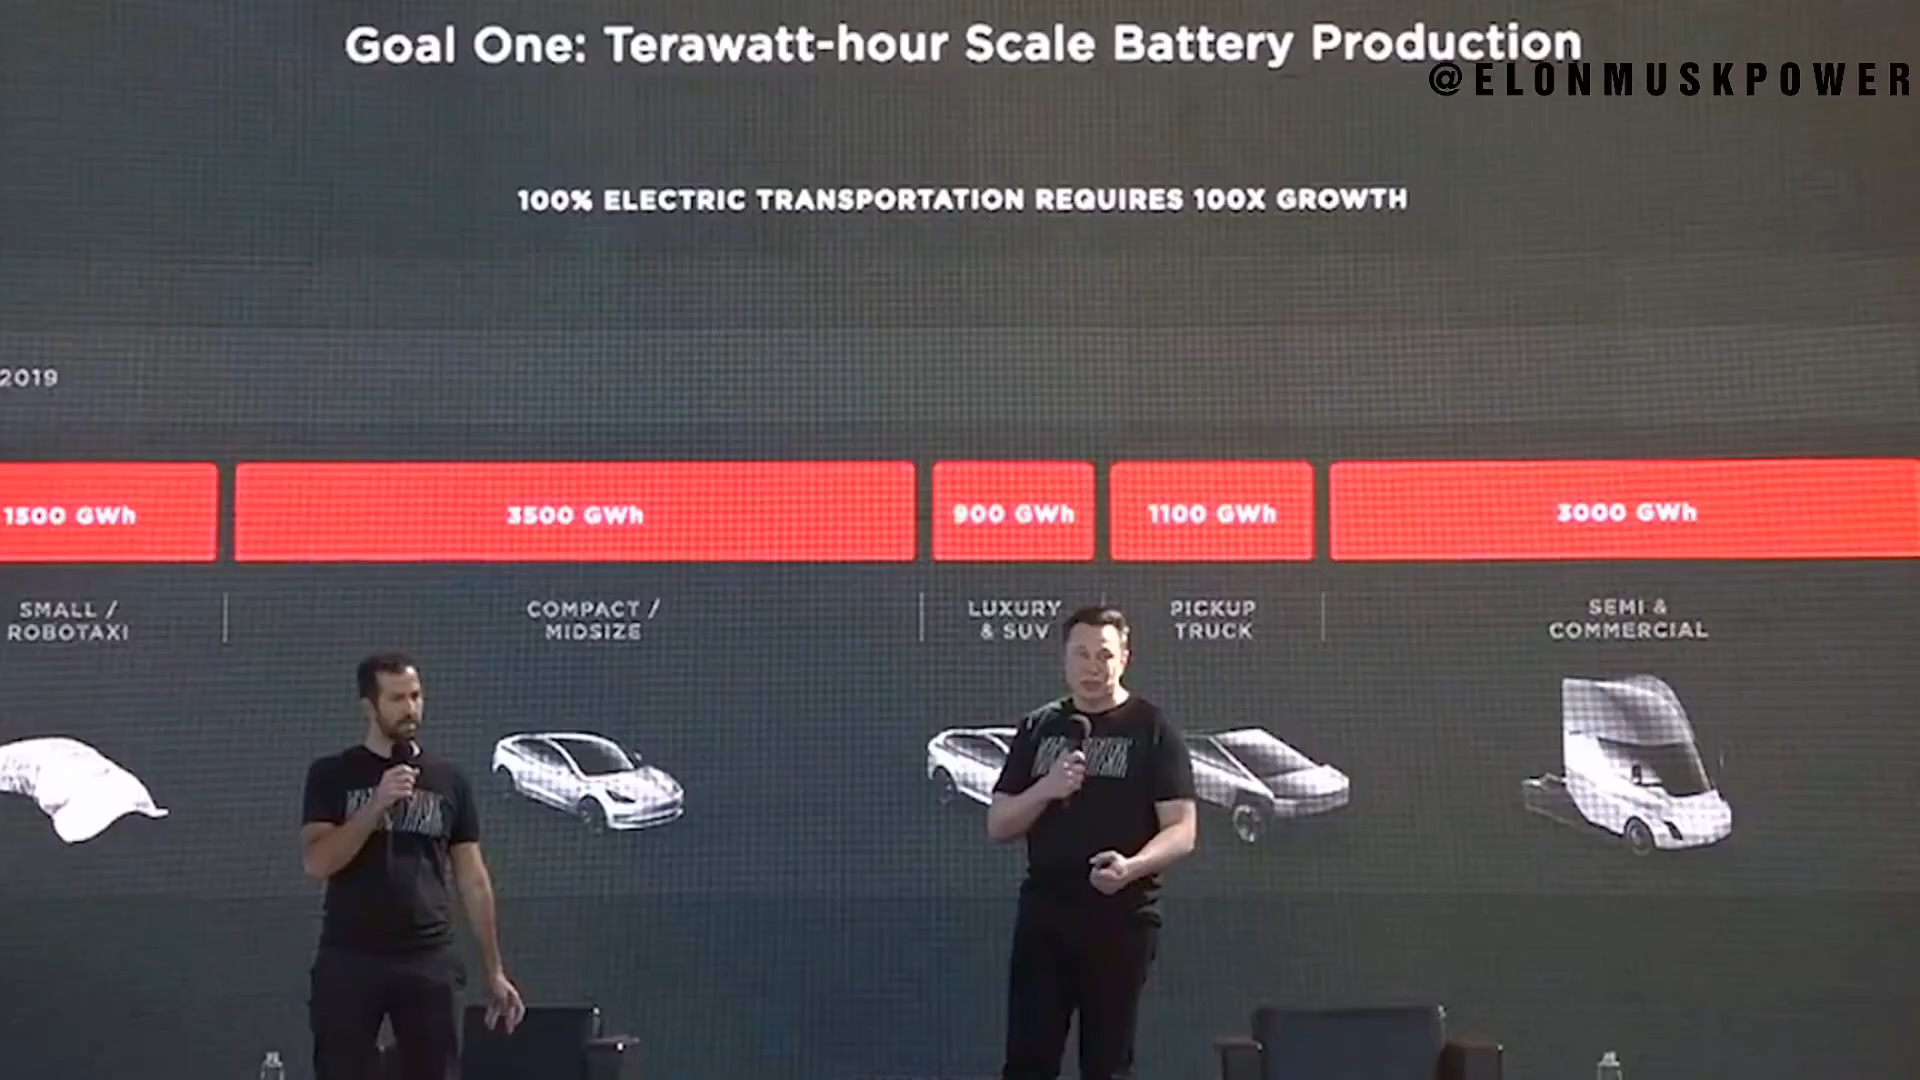 Goal One: Terawatt-hour Scale Battery Production
@ELONMUSKPOWER
100% ELECTRIC TRANSPORTATION REQUIRES 100X GROWTH
2019
1500 GWh
3500 GWh
900 GWh
1100 GWh
3000 GWh
SMALL /
ROBOTAXI
COMPACT /
MIDSIZE
LUXURY
& SUV
PICKUP
TRUCK
SEMI &
COMMERCIAL